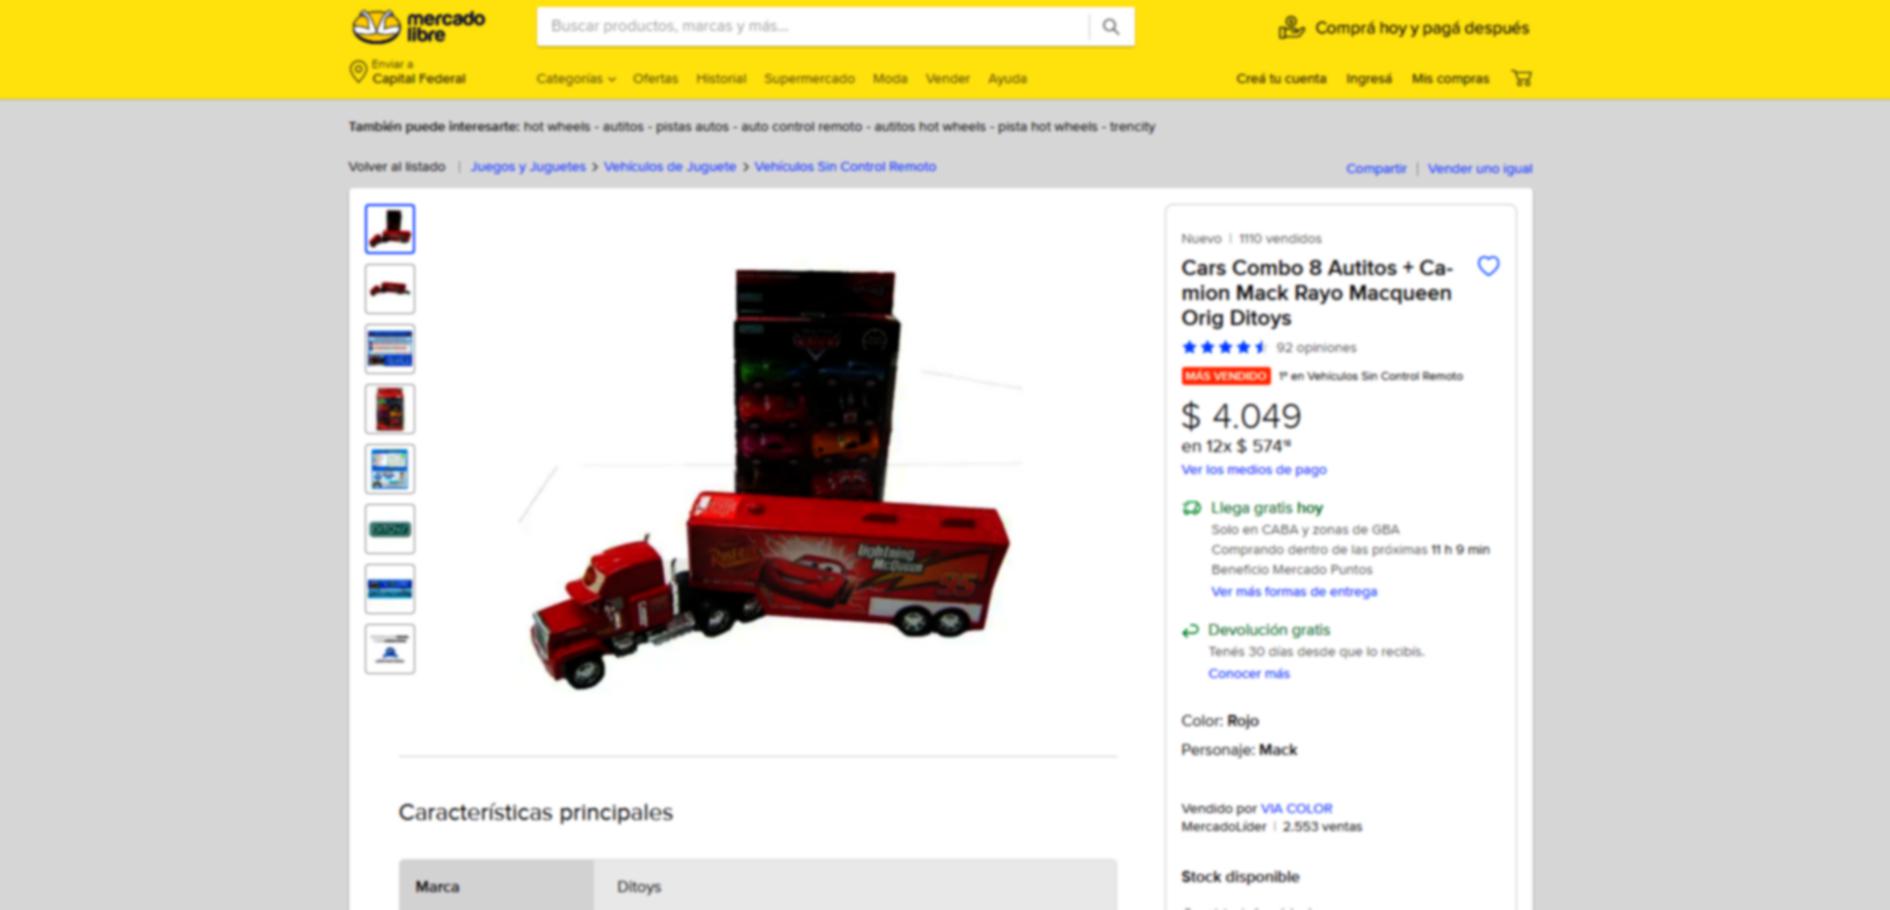 mercado
libre
Buscar productos, marcas y más...
Comprá hoy y pagá después
Enviar a
Capital Federal
Categorías Ofertas Historial Supermercado Moda Vender Ayuda
Creá tu cuenta Ingresá Mis compras
También puede interesarte: hot wheels - autitos - pistas autos - auto control remoto - autitos hot wheels - pista hot wheels - trencity
Volver al listado | Juegos y Juguetes > Vehículos de Juguete > Vehículos Sin Control Remoto
Compartir | Vender uno igual
Nuevo | 1110 vendidos
Cars Combo 8 Autitos + Ca-
mion Mack Rayo Macqueen
Orig Ditoys
92 opiniones
MÁS VENDIDO 1º en Vehículos Sin Control Remoto
$ 4.049
en 12x $ 574
Ver los medios de pago
Llega gratis hoy
Solo en CABA y zonas de GBA
Comprando dentro de las próximas 11 h 9 min
Beneficio Mercado Puntos
Ver más formas de entrega
Devolución gratis
Tenés 30 días desde que lo recibís.
Conocer más
Color: Rojo
Personaje: Mack
Vendido por VIA COLOR
MercadoLíder | 2.553 ventas
Stock disponible
Lightning
McQueen
95
Características principales
Marca Ditoys